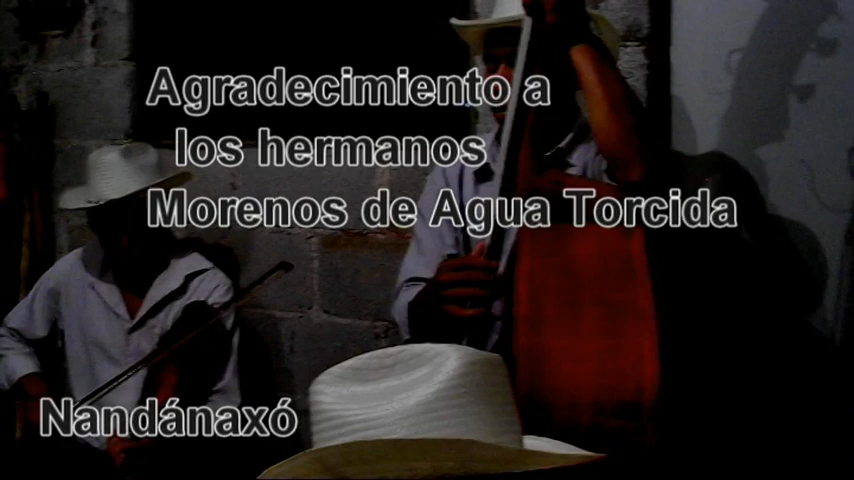 Agradecimiento a
los hermanos
Morenos de Agua Torcida
Nandánaxó